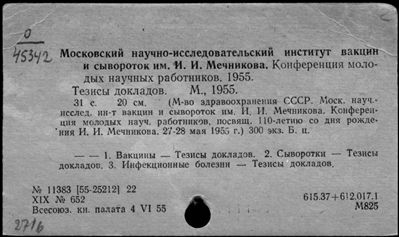 0
45342
Московский научно-исследовательский институт вакцин
и сывороток им. И. И. Мечникова. Конференция моло-
дых научных работников. 1955.
Тезисы докладов. М., 1955.
31 с. 20 см. (М-во здравоохранения СССР. Моск. науч.-
исслед. ин-т вакцин и сывороток им. И. И. Мечникова. Конферен-
ция молодых науч. работников, посвящ. 110-летию со дня рожде-
ния И. И. Мечникова. 27-28 мая 1955 г.) 300 экз. Б. ц.
— — 1. Вакцины — Тезисы докладов. 2. Сыворотки — Тезисы
докладов. 3. Инфекционные болезни — Тезисы докладов.
№ 11383 [55-25212] 22
XIX № 652
Всесоюз. кн. палата 4 VI 55
615.37+612.017.1
М825
2716